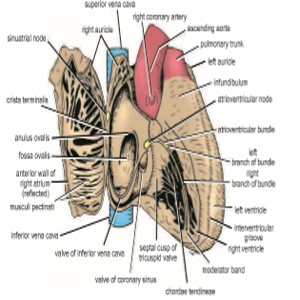 superior vena cava
right coronary artery
ascending aorta
right auricle
sinuatrial node
pulmonary trunk
left auricle
infundibulum
crista terminalis
atrioventricular node
anulus ovalis
atrioventricular bundle
fossa ovalis
left
branch of bundle
anterior wall of
right atrium
(reflected)
right
branch of bundle
musculi pectinati
left ventricle
inferior vena cava
interventricular
groove
right ventricle
valve of inferior vena cava
septal cusp of
tricuspid valve
moderator band
valve of coronary sinus
chordae tendineae